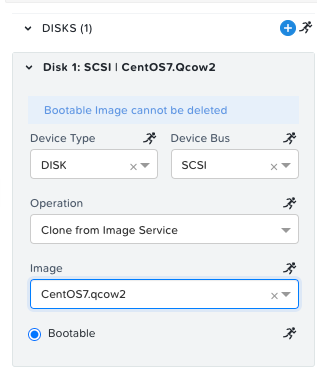 DISKS (1)
Disk 1: SCSI | CentOS7.Qcow2
Bootable Image cannot be deleted
Device Type
Device Bus
DISK
SCSI
Operation
Clone from Image Service
Image
CentOS7.qcow2
Bootable